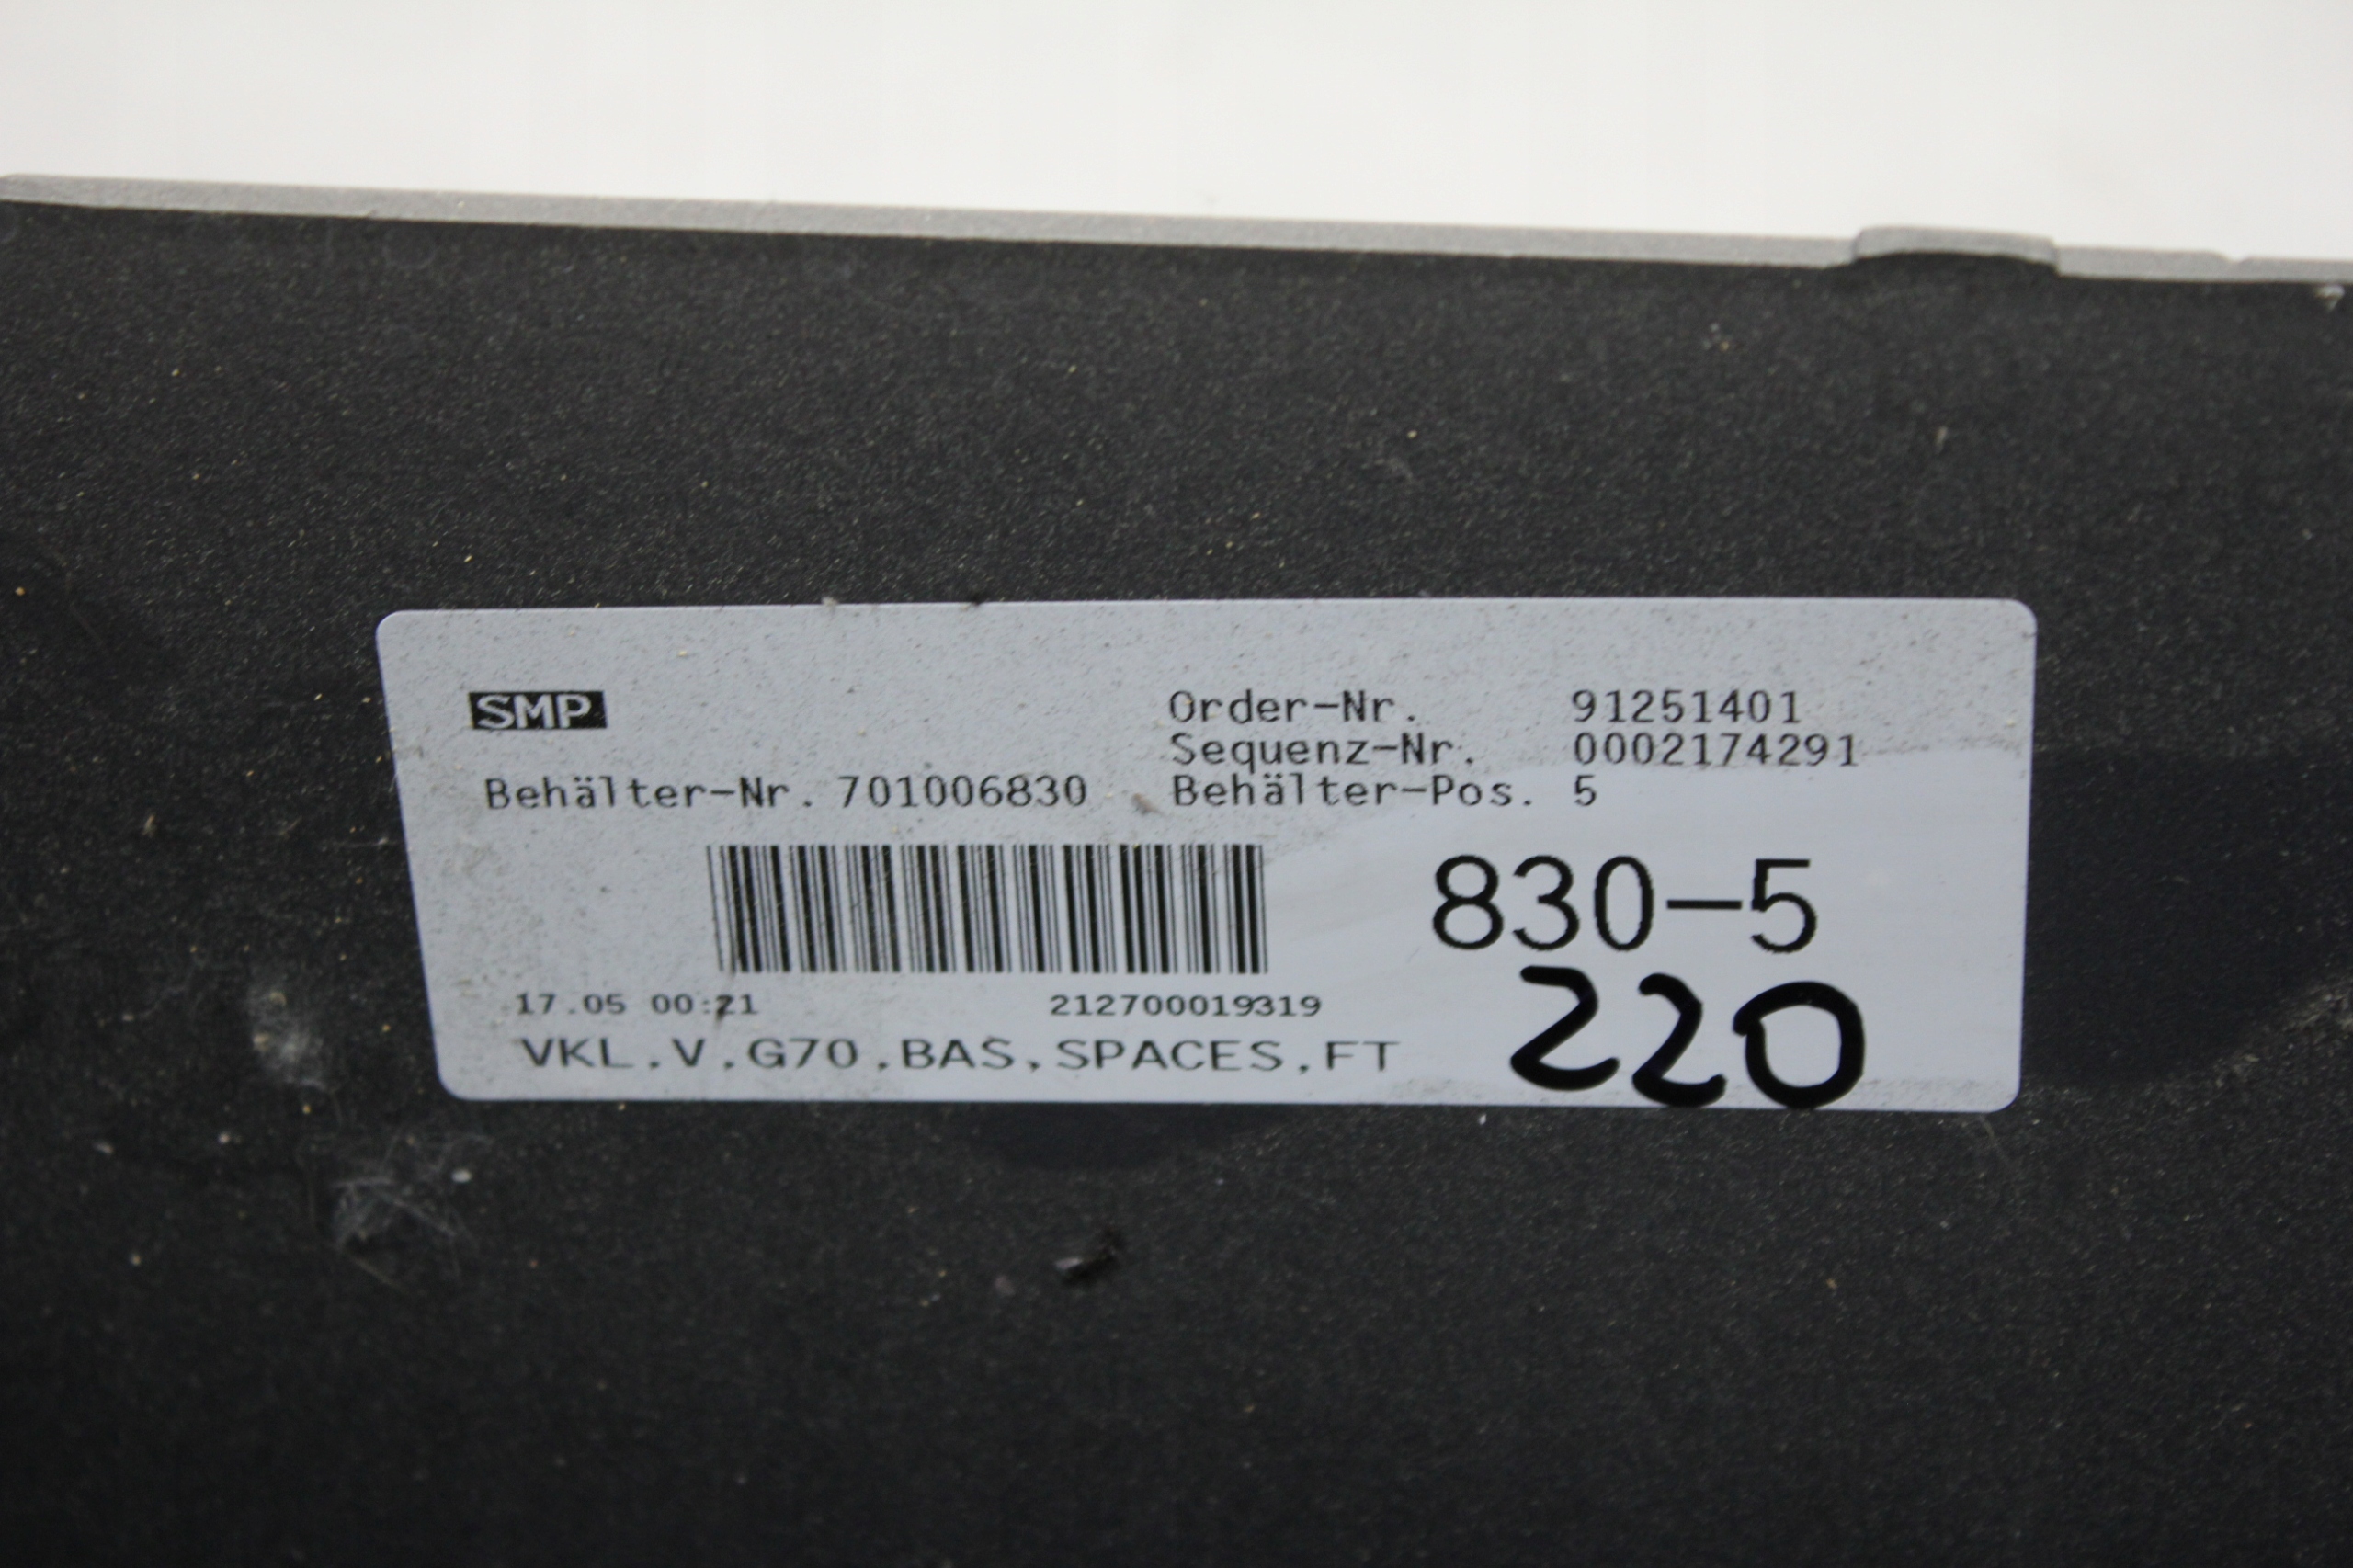 SMP
Order-Nr. 91251401
Sequenz-Nr. 0002174291
Behälter-Nr. 701006830 Behälter-Pos. 5
830-5
17.05 00:21 212700019319
VKL.V.G70.BAS.SPACES.FT
220